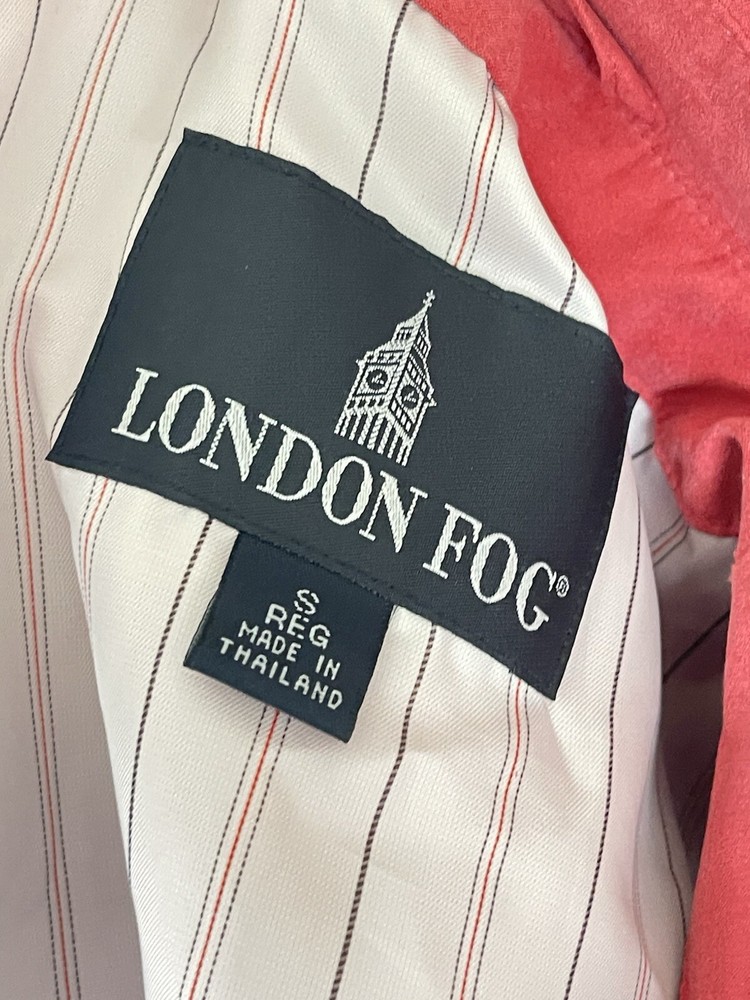 LONDON FOG®
S
REG
MADE IN
THAILAND